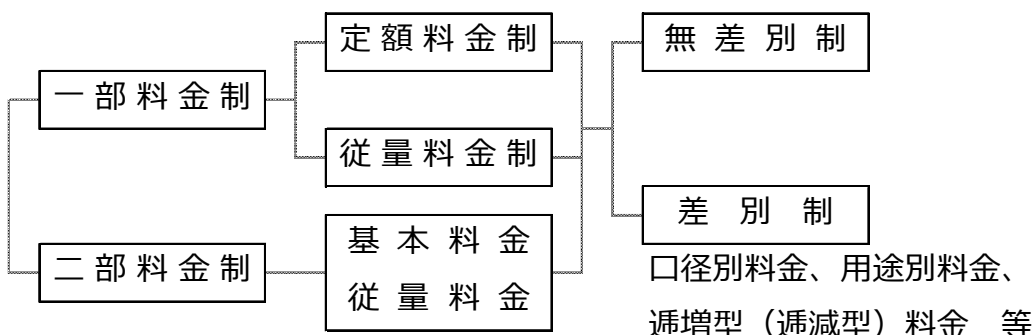 一部料金制
二部料金制
定額料金制
従量料金制
基本料金
従量料金
無差別制
差別制
口径別料金、用途別料金、
逓増型（逓減型）料金 等